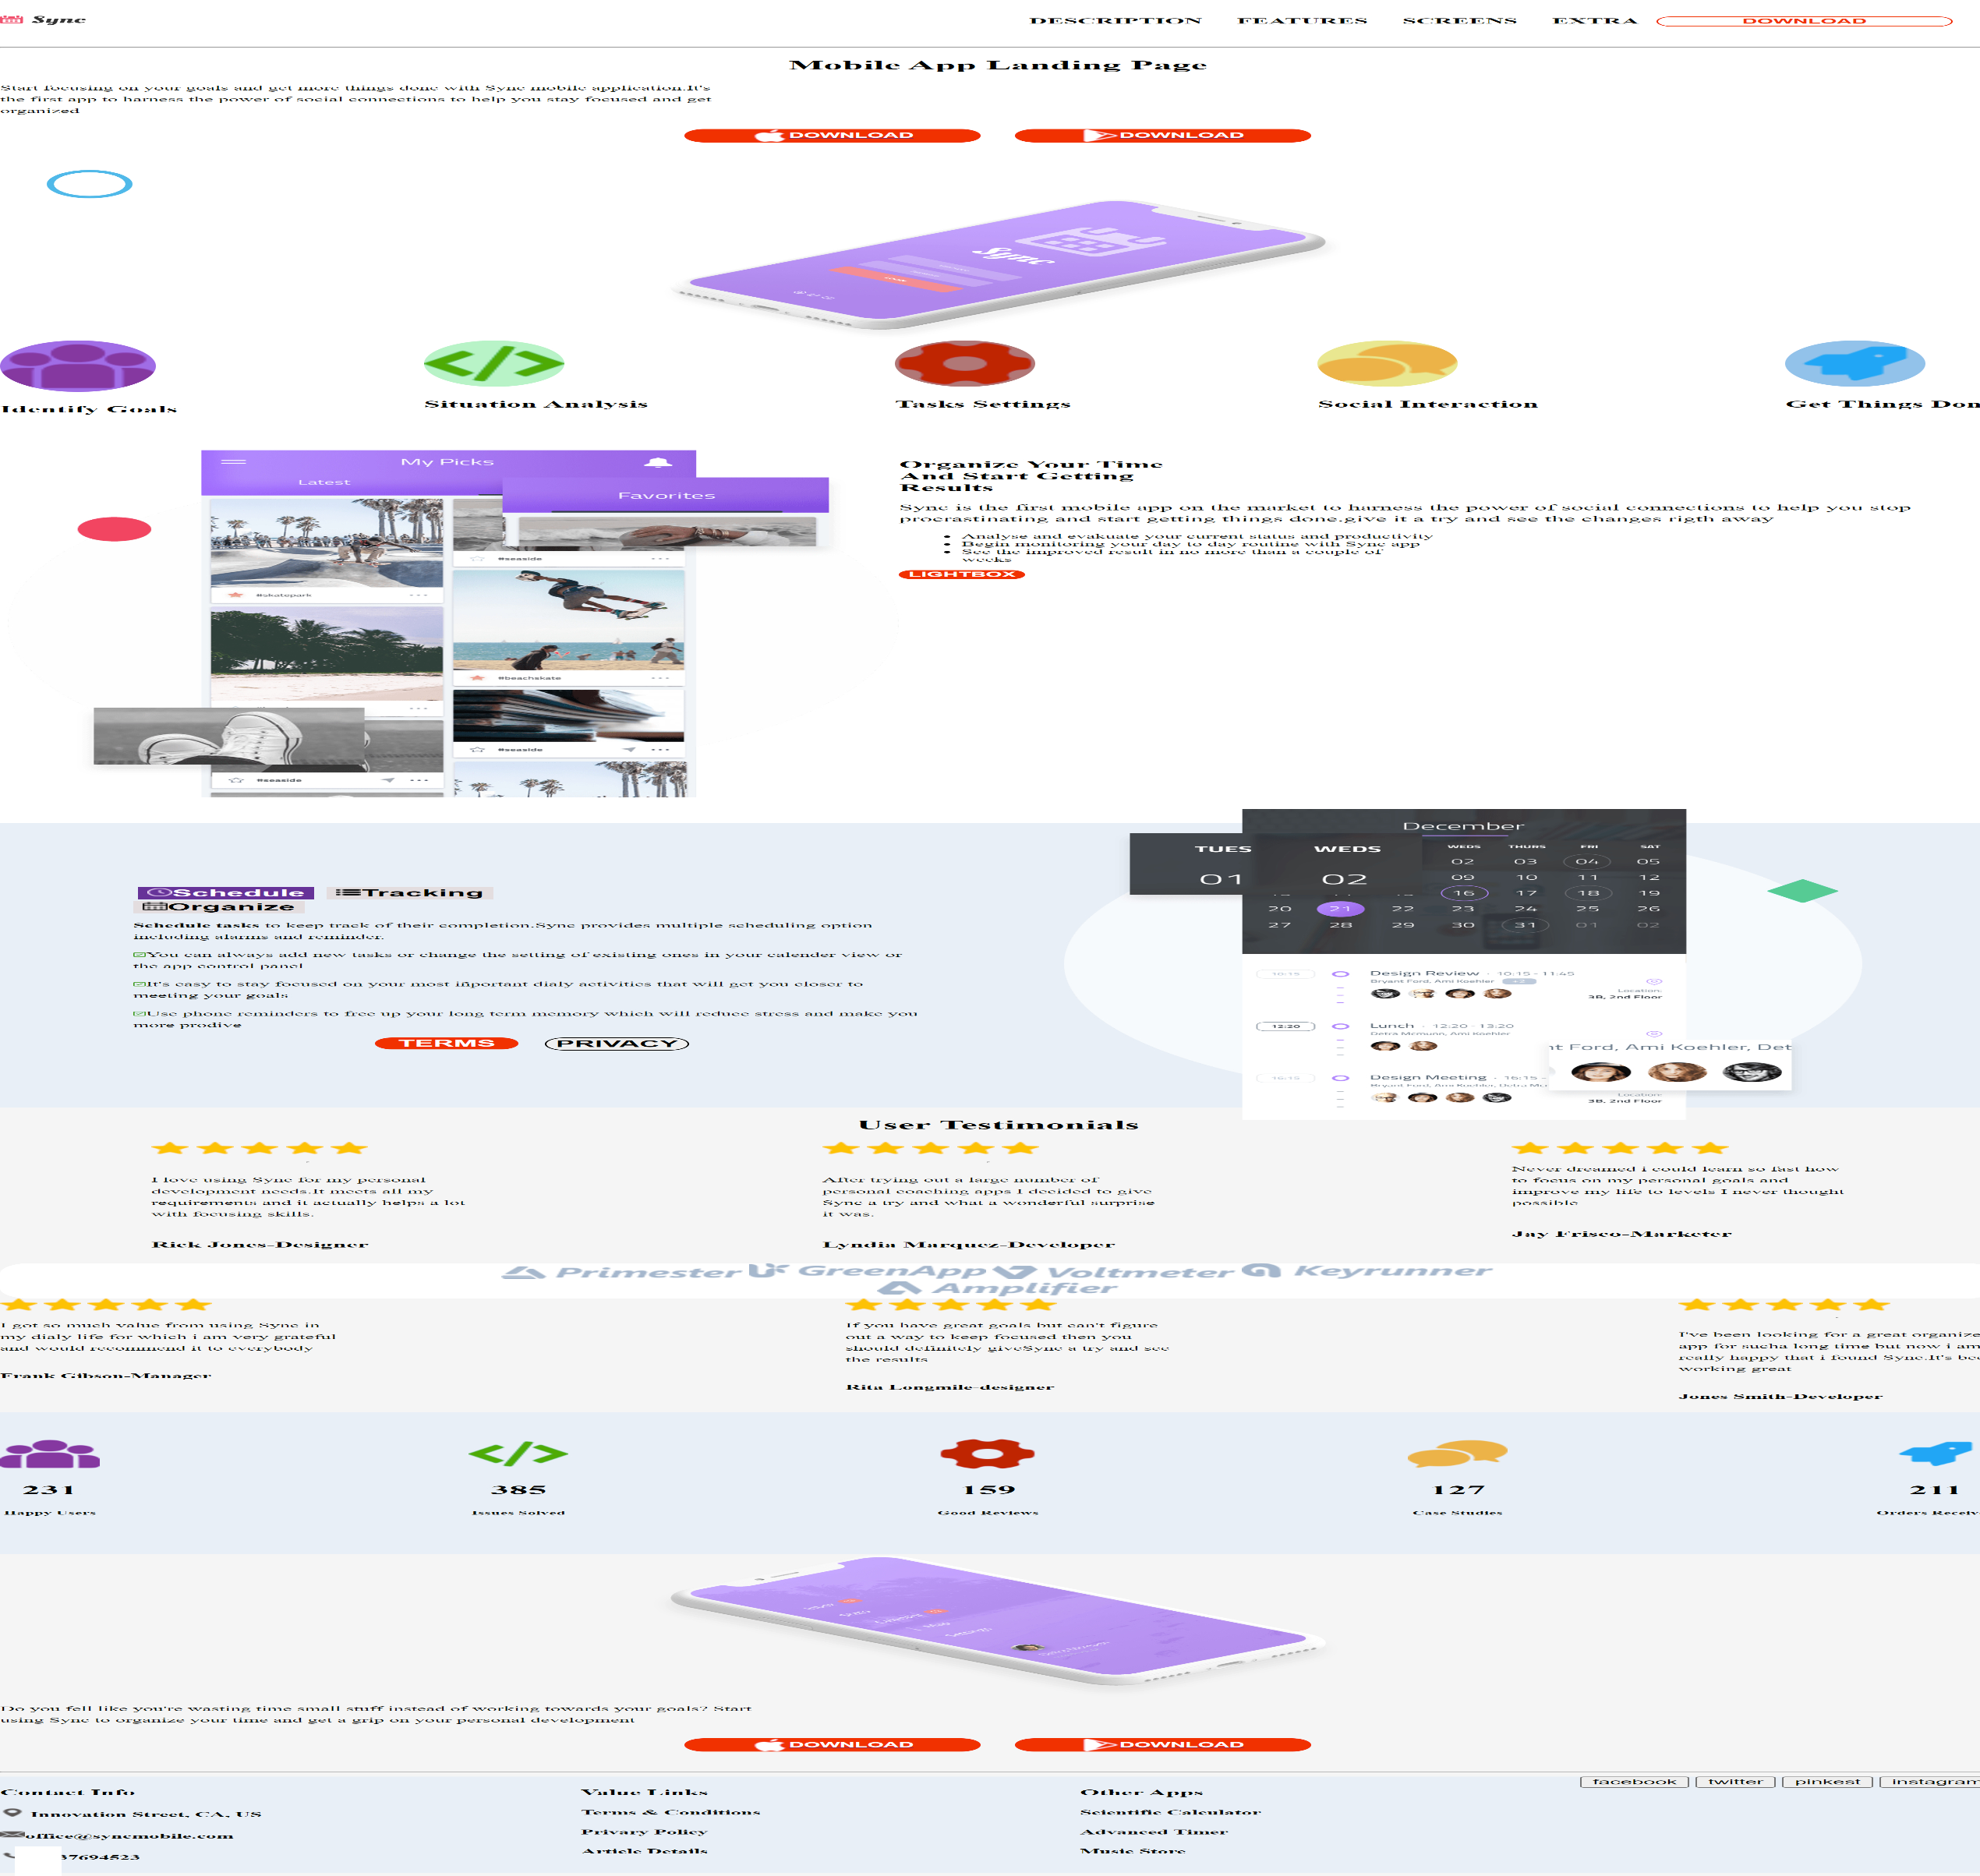 Sync
DESCRIPTION FEATURES SCREENS EXTRA DOWNLOAD
Mobile App Landing Page
Start focusing on your goals and get more things done with Sync mobile application.It's
the first app to harness the power of social connections to help you stay focused and get
organized
DOWNLOAD DOWNLOAD
Sync
Identify Goals
Situation Analysis
Tasks Settings
Social Interaction
Get Things Don
My Picks
Latest
Favorites
#seaside
#skatepark
#beachskate
#seaside
#seaside
Organize Your Time
And Start Getting
Results
Sync is the first mobile app on the market to harness the power of social connections to help you stop
procrastinating and start getting things done.give it a try and see the changes rigth away
Analyse and evakuate your current status and productivity
Begin monitoring your day to day routine with Sync app
See the improved result in no more than a couple of
weeks
LIGHTBOX
Schedule Tracking
Organize
Schedule tasks to keep track of their completion.Sync provides multiple scheduling option
including alarms and reminder.
You can always add new tasks or change the setting of existing ones in your calender view or
the app control panel
It's easy to stay focused on your most iñportant dialy activities that will get you closer to
meeting your goals
Use phone reminders to free up your long term memory which will reduce stress and make you
more prodive
TERMS PRIVACY
December
TUES WEDS WEDS THURS FRI SAT
01 02 02 03 04 05
09 10 11 12
16 17 18 19
20 21 22 23 24 25 26
27 28 29 30 31 01 02
10:15 Design Review · 10:15 - 11:45
Bryant Ford, Ami Koehler +2
Location:
3B, 2nd Floor
12:20 Lunch · 12:20 - 13:20
Detra Mcmunn, Ami Koehler
nt Ford, Ami Koehler, Det
16:15 Design Meeting · 16:15 -
Bryant Ford, Ami Koehler, Detra Mc
Location:
3B, 2nd Floor
User Testimonials
I love using Sync for my personal
development needs.It meets all my
requirements and it actually helps a lot
with focusing skills.
Rick Jones-Designer
After trying out a large number of
personal coaching apps I decided to give
Sync a try and what a wonderful surprise
it was.
Lyndia Marquez-Developer
Never dreamed i could learn so fast how
to focus on my personal goals and
improve my life to levels I never thought
possible
Jay Frisco-Marketer
Primester GreenApp Voltmeter Keyrunner
Amplifier
I got so much value from using Sync in
my dialy life for which i am very grateful
and would recommend it to everybody
Frank Gibson-Manager
If you have great goals but can't figure
out a way to keep focused then you
should definitely giveSync a try and see
the results
Rita Longmile-designer
I've been looking for a great organize
app for sucha long time but now i am
really happy that i found Sync.It's bee
working great
Jones Smith-Developer
231
Happy Users
385
Issues Solved
159
Good Reviews
127
Case Studies
211
Orders Receiv
Do you fell like you're wasting time small stuff instead of working towards your goals? Start
using Sync to organize your time and get a grip on your personal development
DOWNLOAD DOWNLOAD
Contact Info
Innovation Street, CA, US
office@syncmobile.com
37694523
Value Links
Terms & Conditions
Privary Policy
Article Details
Other Apps
Scientific Calculator
Advanced Timer
Music Store
facebook twitter pinkest instagram